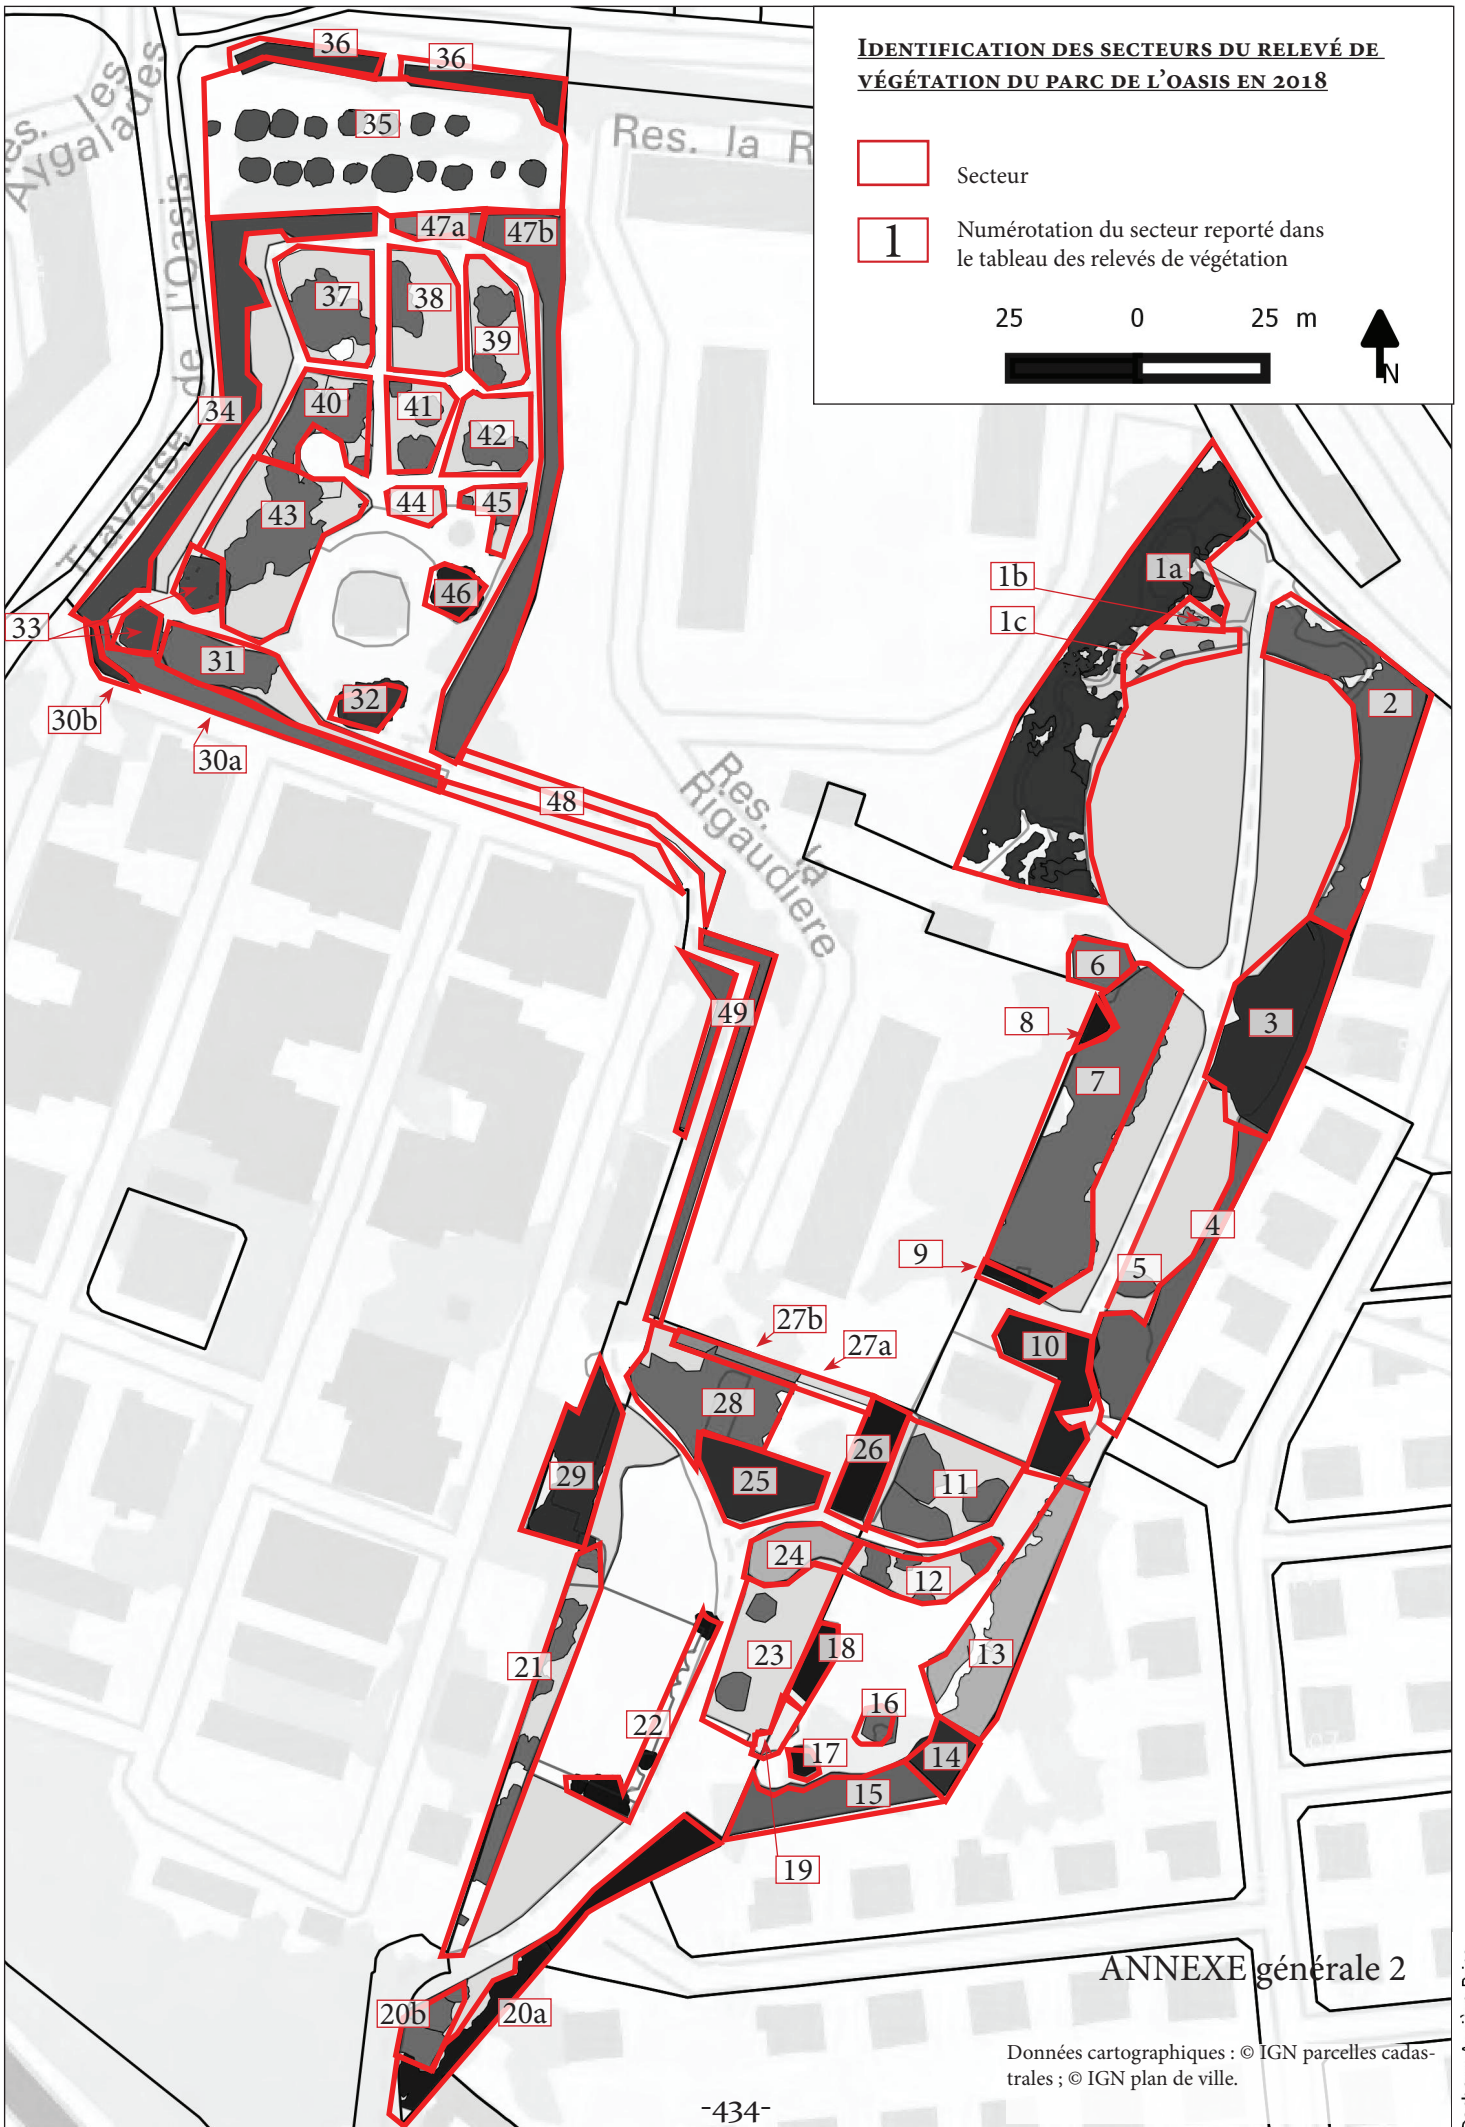 IDENTIFICATION DES SECTEURS DU RELEVÉ DE
VÉGÉTATION DU PARC DE L'OASIS EN 2018
Secteur
1
Numérotation du secteur reporté dans
le tableau des relevés de végétation
25 0 25 m
N
les
Aygalades
Traverse de l'Oasis
Res. la R
Res. la
Rigaudiere
36
36
35
47a
47b
37
38
39
34
40
41
42
43
44
45
46
33
31
32
30b
30a
48
49
1a
1b
1c
2
6
3
8
7
4
9
5
10
27b
27a
28
26
25
11
29
24
12
13
23
18
21
16
22
17
14
15
19
20b
20a
ANNEXE générale 2
Données cartographiques : © IGN parcelles cadas-
trales ; © IGN plan de ville.
-434-